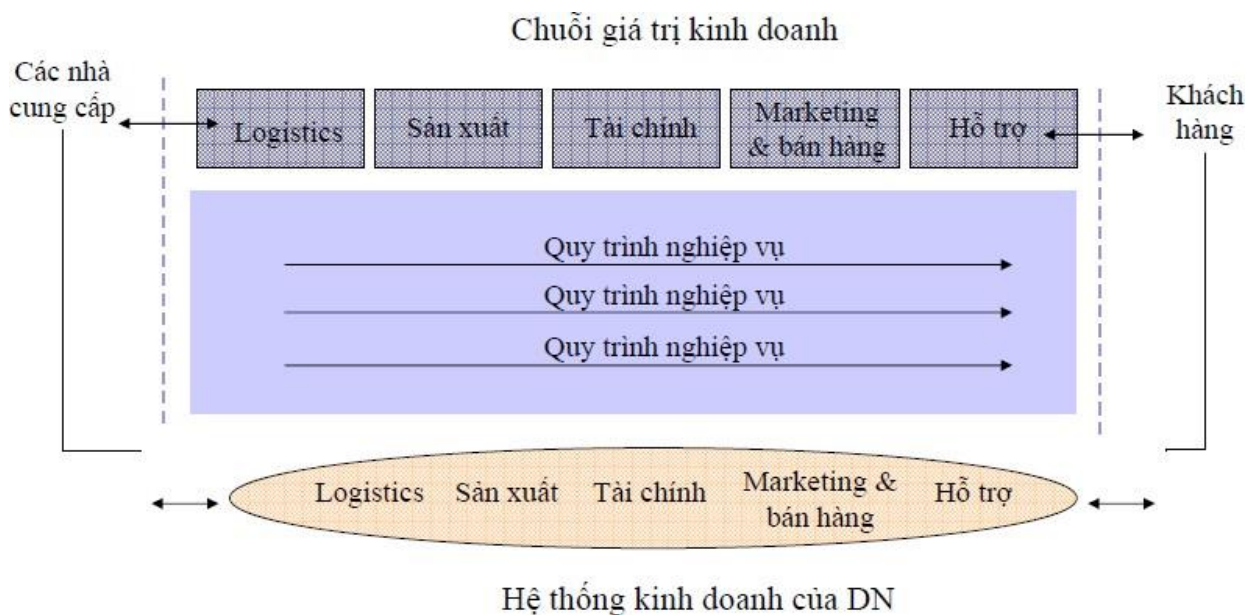 Chuỗi giá trị kinh doanh
Các nhà
cung cấp
Logistics
Sản xuất
Tài chính
Marketing
& bán hàng
Hỗ trợ
Khách
hàng
Quy trình nghiệp vụ
Quy trình nghiệp vụ
Quy trình nghiệp vụ
Logistics
Sản xuất
Tài chính
Marketing &
bán hàng
Hỗ trợ
Hệ thống kinh doanh của DN